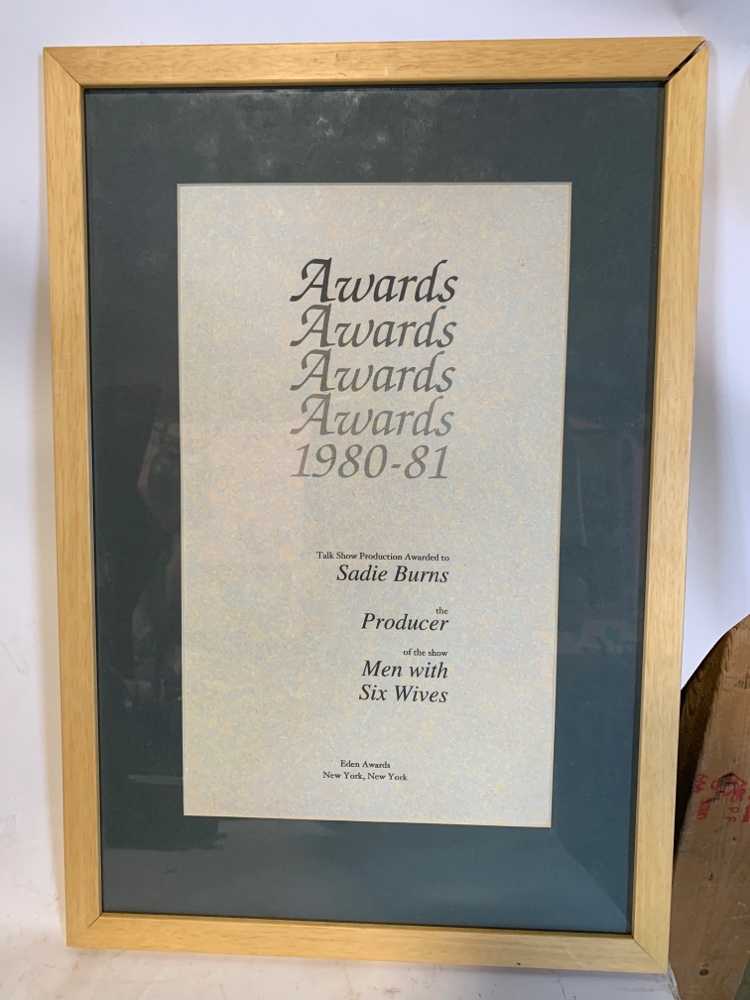 Awards
Awards
Awards
Awards
1980-81
Talk Show Production Awarded to
Sadie Burns
the
Producer
of the show
Men with
Six Wives
Eden Awards
New York, New York